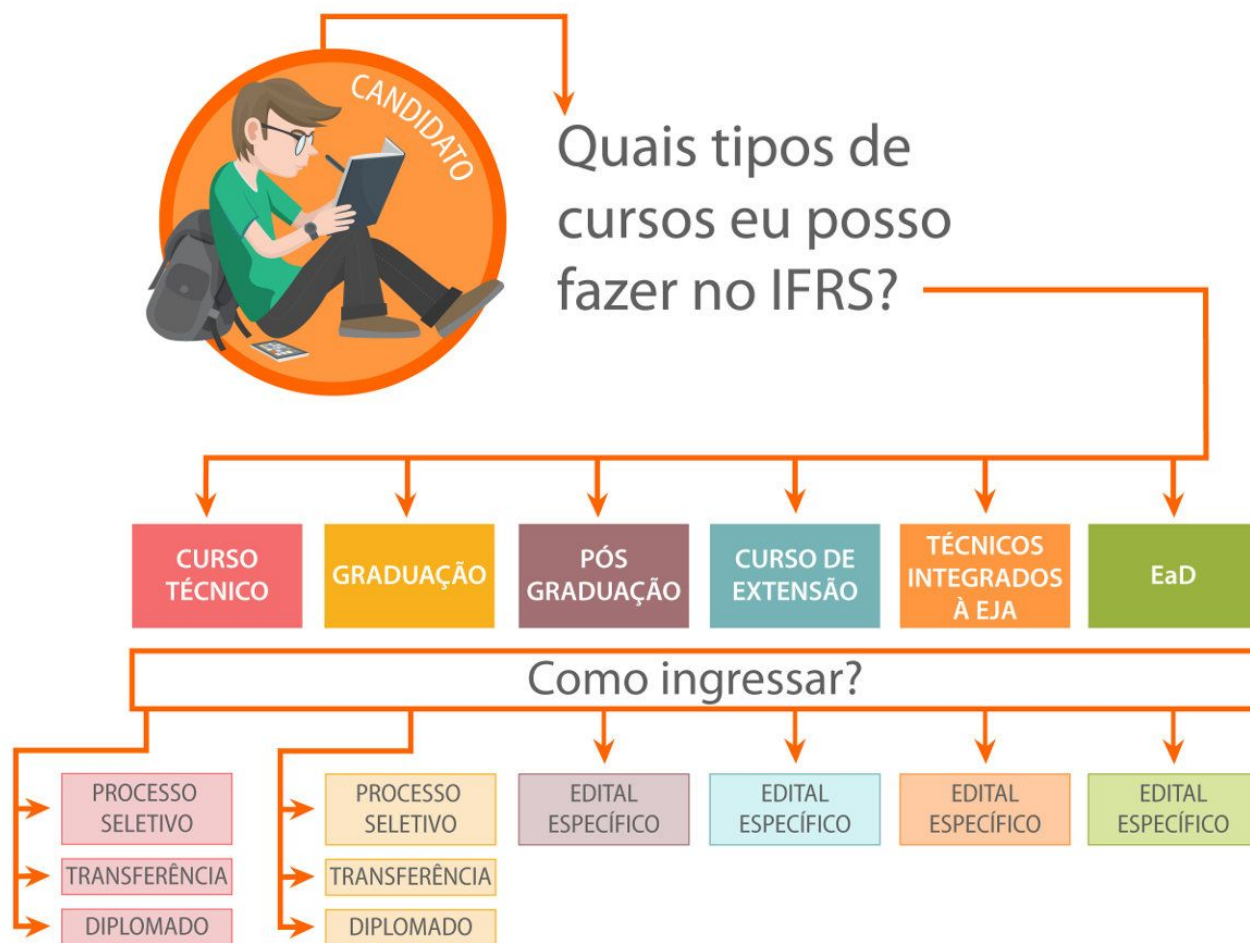 CANDIDATO
Quais tipos de
cursos eu posso
fazer no IFRS?
CURSO
TÉCNICO
GRADUAÇÃO
PÓS
GRADUAÇÃO
CURSO DE
EXTENSÃO
TÉCNICOS
INTEGRADOS
À EJA
EaD
Como ingressar?
PROCESSO
SELETIVO
TRANSFERÊNCIA
DIPLOMADO
PROCESSO
SELETIVO
TRANSFERÊNCIA
DIPLOMADO
EDITAL
ESPECÍFICO
EDITAL
ESPECÍFICO
EDITAL
ESPECÍFICO
EDITAL
ESPECÍFICO